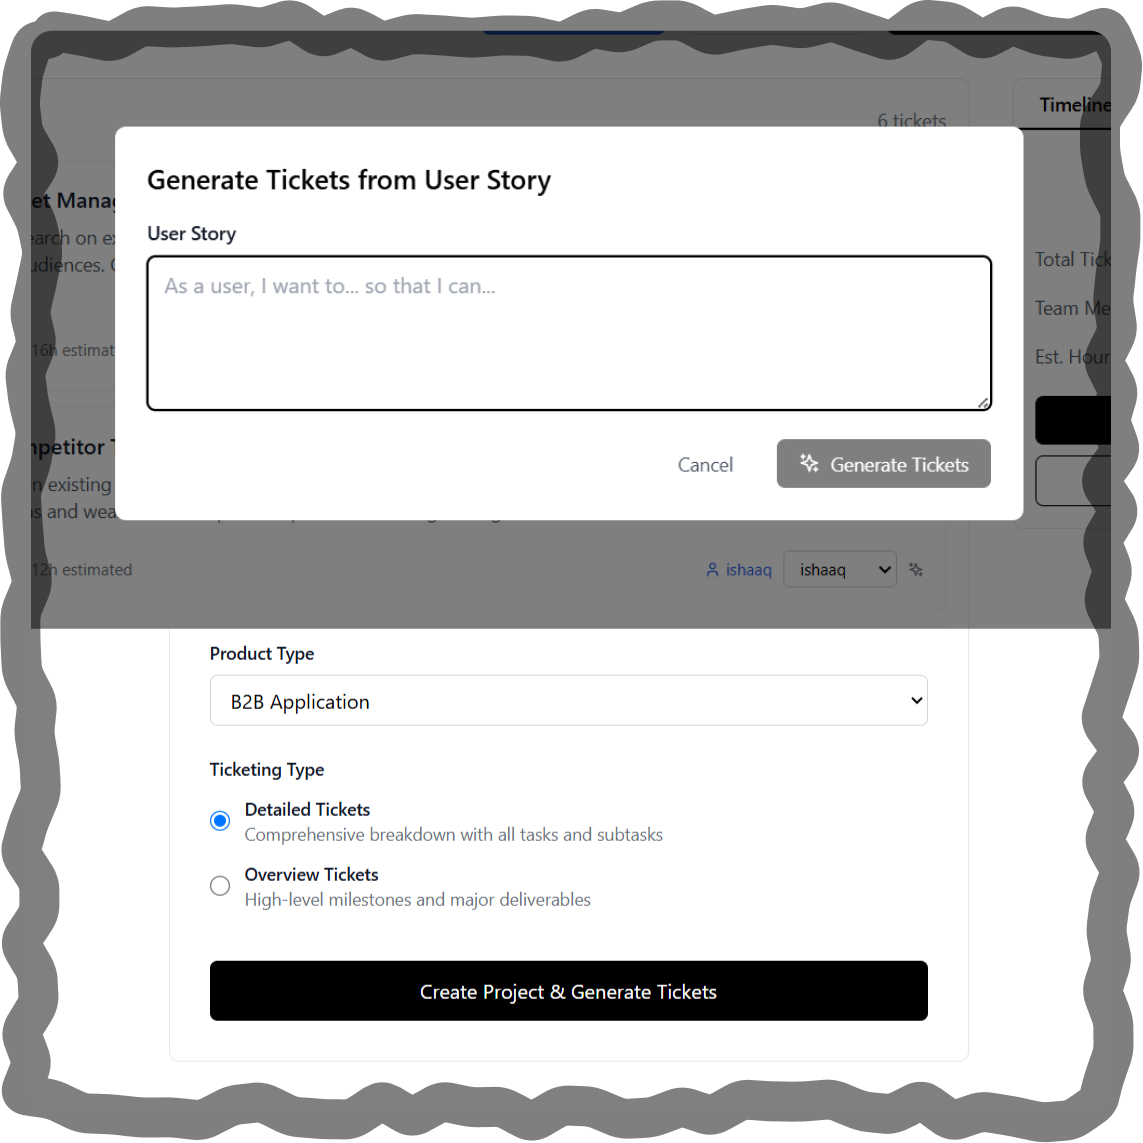 6 tickets
Timeline
Generate Tickets from User Story
User Story
As a user, I want to... so that I can...
Cancel
Generate Tickets
Total Tick
Team Me
Est. Hour
et Manag
earch on ex
udiences. C
16h estimat
mpetitor T
n existing
ns and wea
12h estimated
ishaaq
ishaaq
Product Type
B2B Application
Ticketing Type
Detailed Tickets
Comprehensive breakdown with all tasks and subtasks
Overview Tickets
High-level milestones and major deliverables
Create Project & Generate Tickets